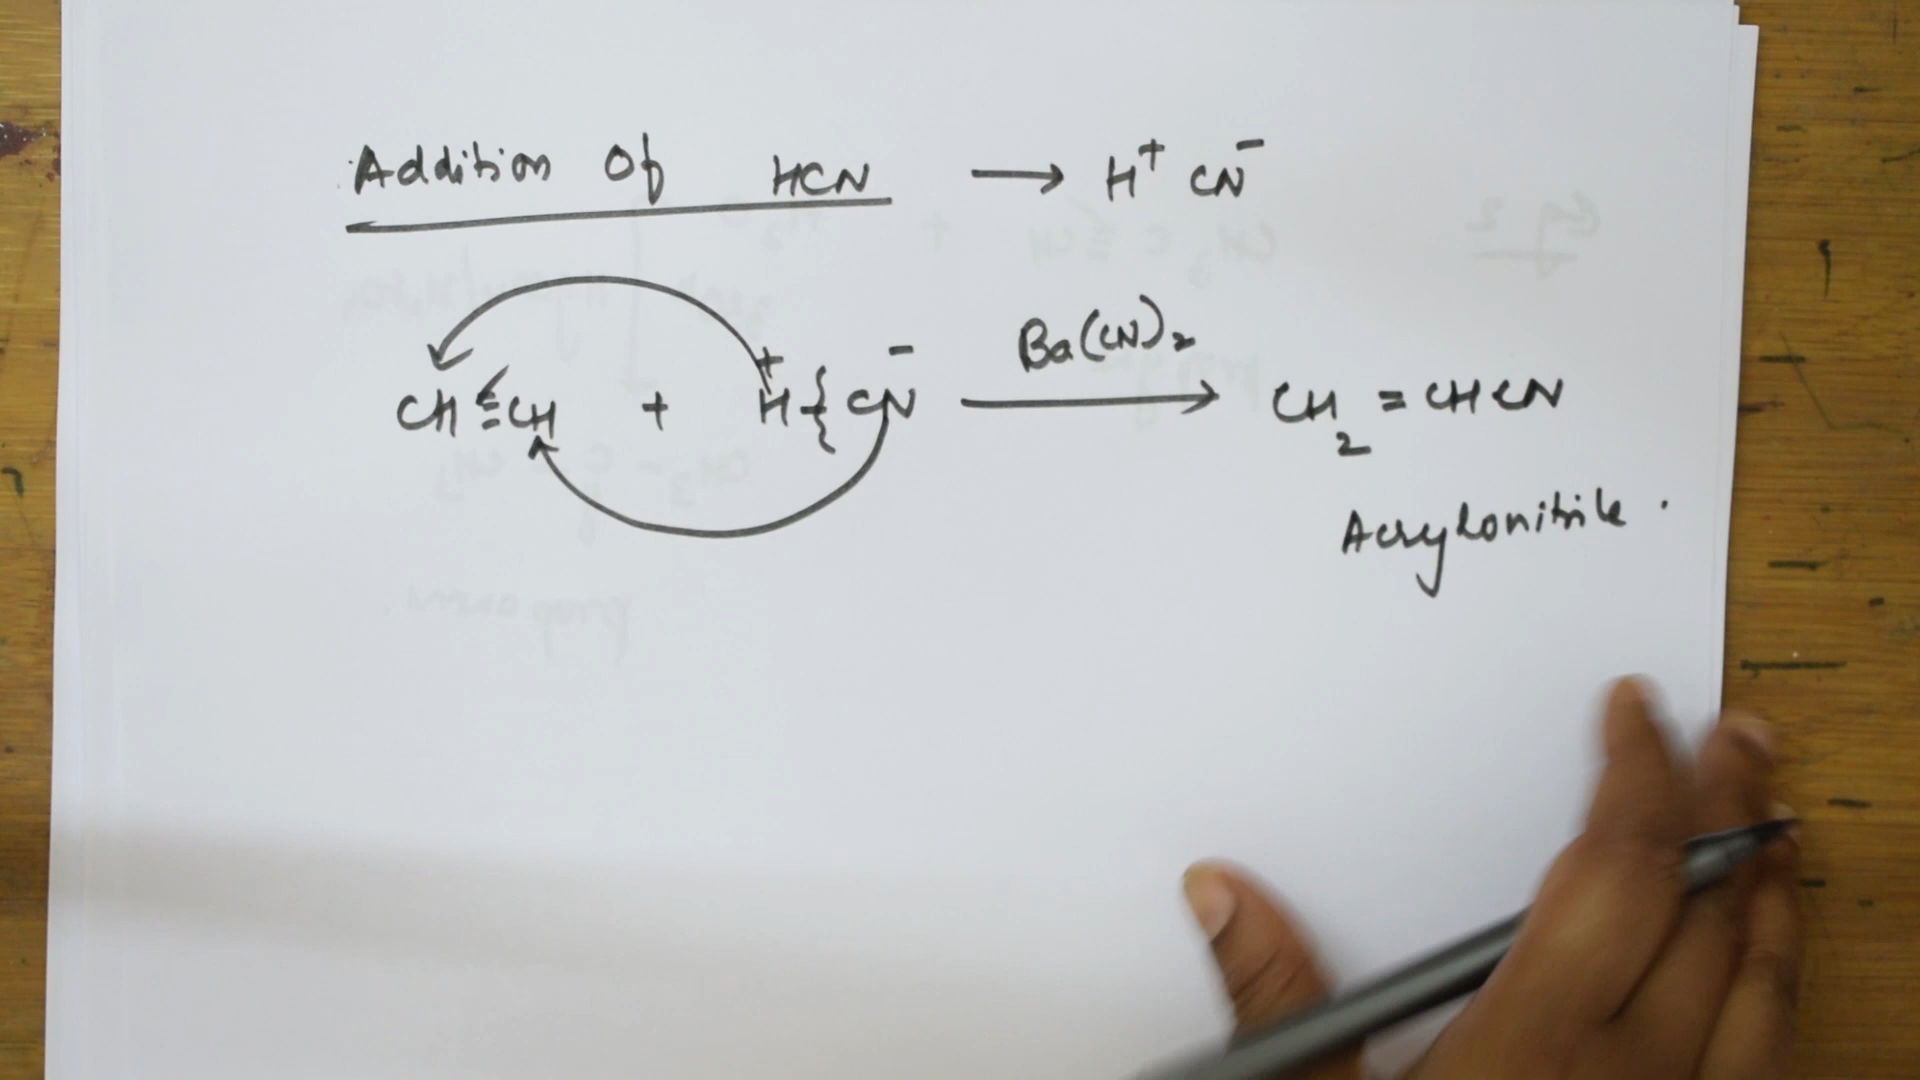 Addition Of HCN → H⁺ CN⁻
CH≡CH + H⁺ CN⁻ Ba(CN)₂ → CH₂=CHCN
Acrylonitrile.